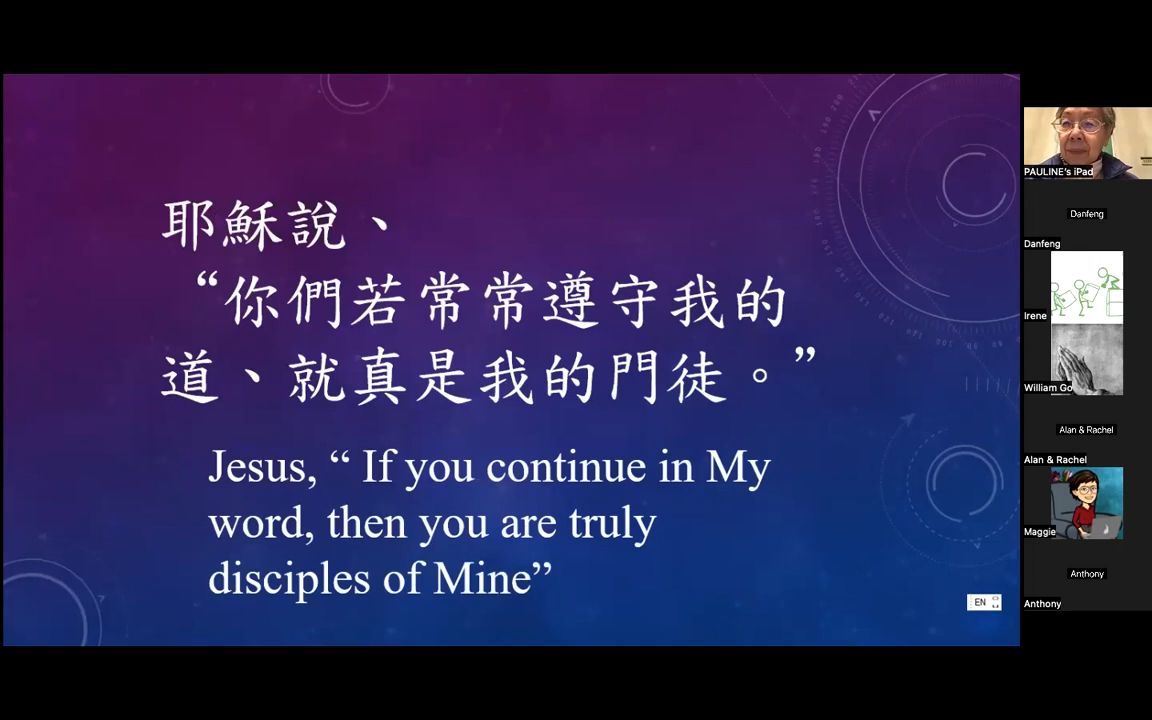 耶穌說、
“你們若常常遵守我的
道、就真是我的門徒。”
Jesus, “ If you continue in My
word, then you are truly
disciples of Mine”
EN
PAULINE's iPad
Danfeng
Danfeng
Irene
William Go
Alan & Rachel
Alan & Rachel
Maggie
Anthony
Anthony